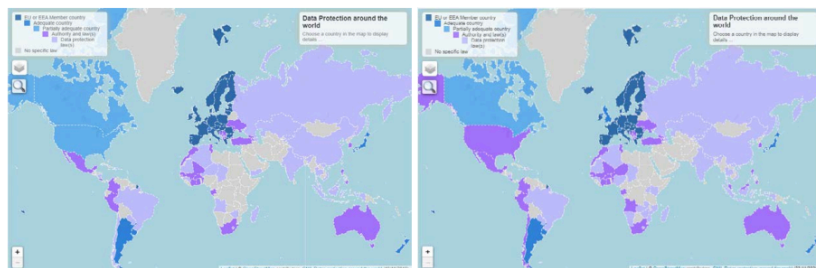 EU or EEA Member country
Adequate country
Partially adequate country
Authority and law(s)
Data protection
law(s)
No specific law
Data Protection around the
world
Choose a country in the map to display
details ...
+
-
EU or EEA Member country
Adequate country
Partially adequate country
Authority and law(s)
Data protection
law(s)
No specific law
Data Protection around the
world
Choose a country in the map to display
details ...
+
-